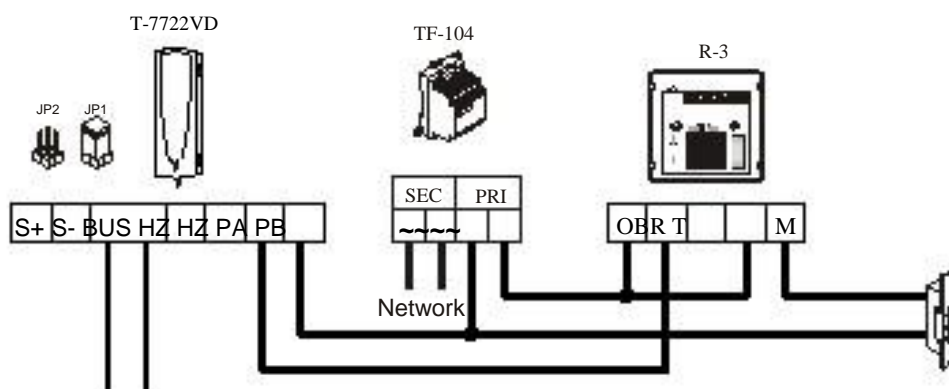 T-7722VD
TF-104
R-3
JP2 JP1
SEC PRI
S+ S- BUS HZ HZ PA PB
~~~~
OB R T M
Network